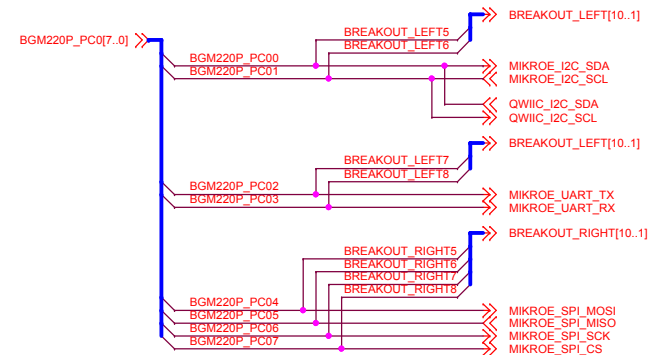 BREAKOUT_LEFT[10..1]
BREAKOUT_LEFT5
BGM220P_PC0[7..0]
BREAKOUT_LEFT6
BGM220P_PC00
MIKROE_I2C_SDA
BGM220P_PC01
MIKROE_I2C_SCL
QWIIC_I2C_SDA
QWIIC_I2C_SCL
BREAKOUT_LEFT[10..1]
BREAKOUT_LEFT7
BREAKOUT_LEFT8
BGM220P_PC02
MIKROE_UART_TX
BGM220P_PC03
MIKROE_UART_RX
BREAKOUT_RIGHT[10..1]
BREAKOUT_RIGHT5
BREAKOUT_RIGHT6
BREAKOUT_RIGHT7
BREAKOUT_RIGHT8
BGM220P_PC04
MIKROE_SPI_MOSI
BGM220P_PC05
MIKROE_SPI_MISO
BGM220P_PC06
MIKROE_SPI_SCK
BGM220P_PC07
MIKROE_SPI_CS